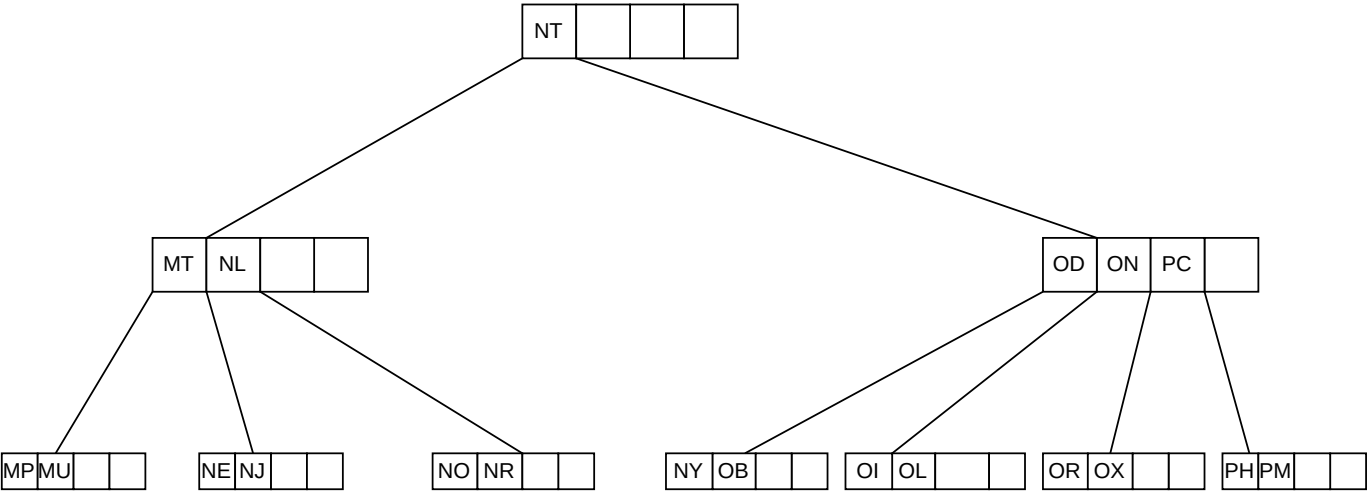 NT
MT NL
OD ON PC
MP MU
NE NJ
NO NR
NY OB
OI OL
OR OX
PH PM